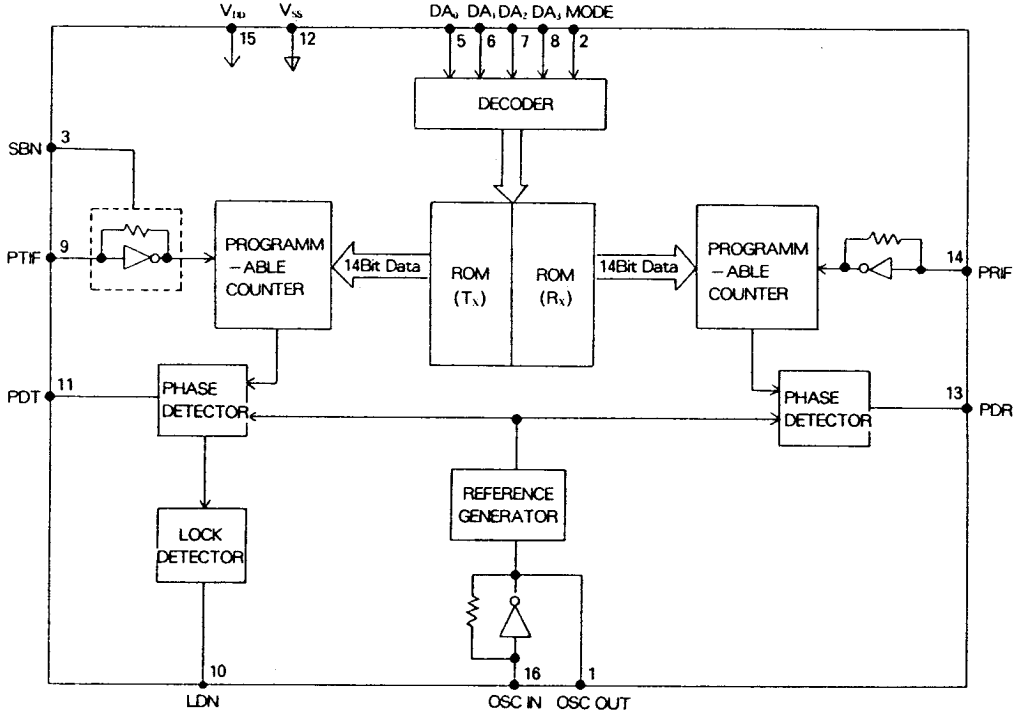 VDD VSS DA0 DA1 DA2 DA3 MODE
15 12 5 6 7 8 2
DECODER
SBN 3
PTIF 9
PROGRAMM
-ABLE
COUNTER
14Bit Data
ROM
(TX)
ROM
(RX)
14Bit Data
PROGRAMM
-ABLE
COUNTER
14 PRIF
PDT 11
PHASE
DETECTOR
PHASE
DETECTOR
13 PDR
REFERENCE
GENERATOR
LOCK
DETECTOR
10 16 1
LDN OSC IN OSC OUT